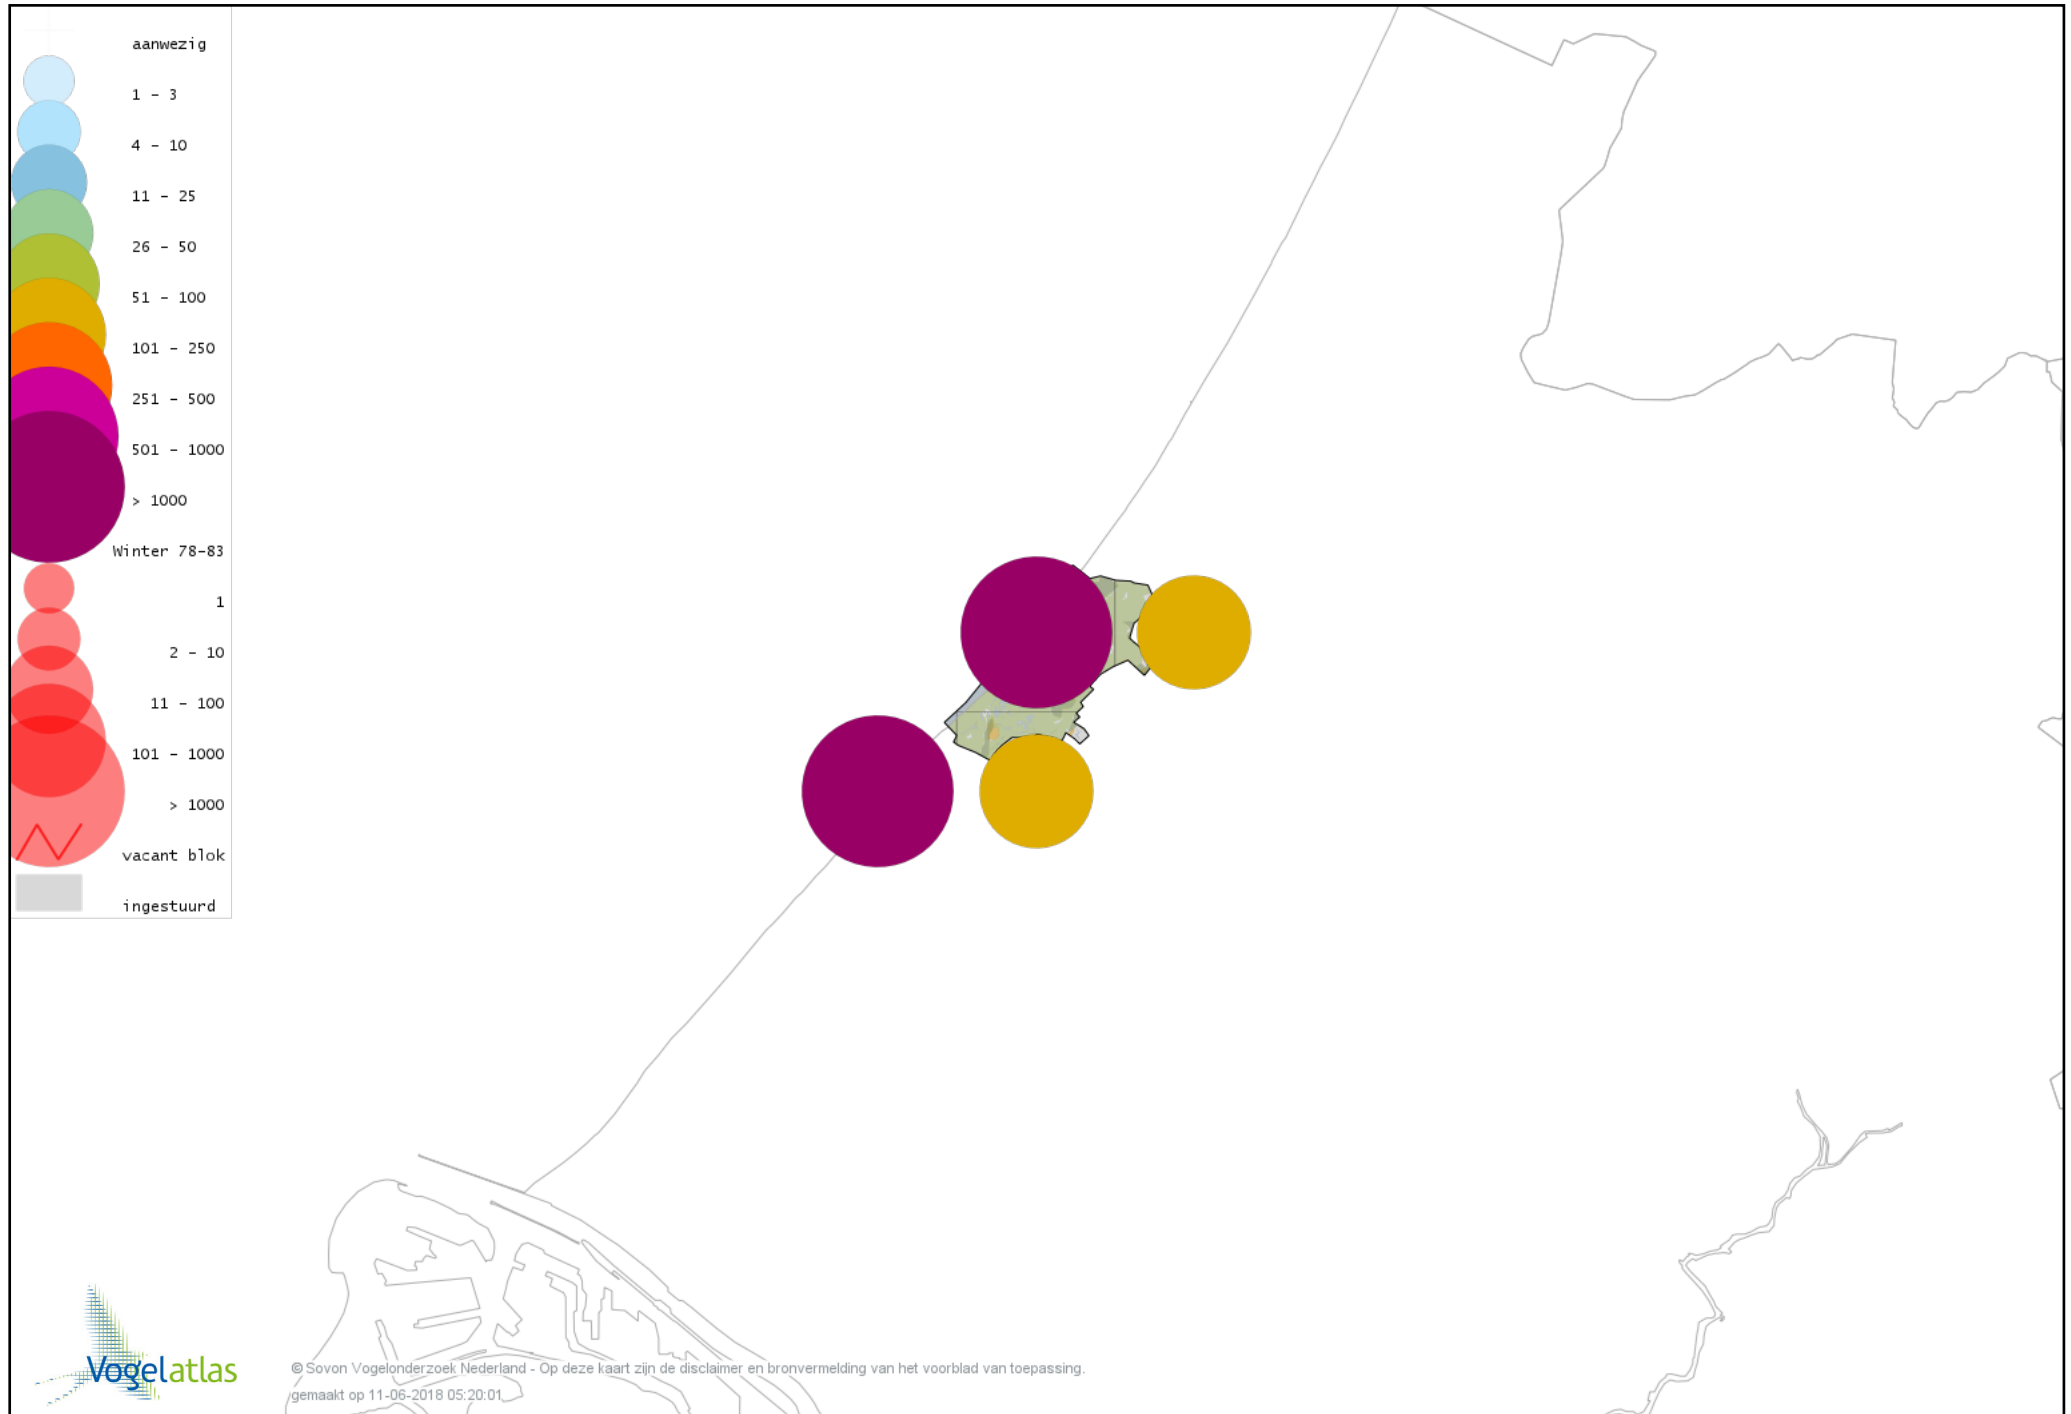 aanwezig
1 - 3
4 - 10
11 - 25
26 - 50
51 - 100
101 - 250
251 - 500
501 - 1000
> 1000
Winter 78-83
1
2 - 10
11 - 100
101 - 1000
> 1000
vacant blok
ingestuurd
Vogelatlas
© Sovon Vogelonderzoek Nederland - Op deze kaart zijn de disclaimer en bronvermelding van het voorblad van toepassing.
gemaakt op 11-06-2018 05:20:01